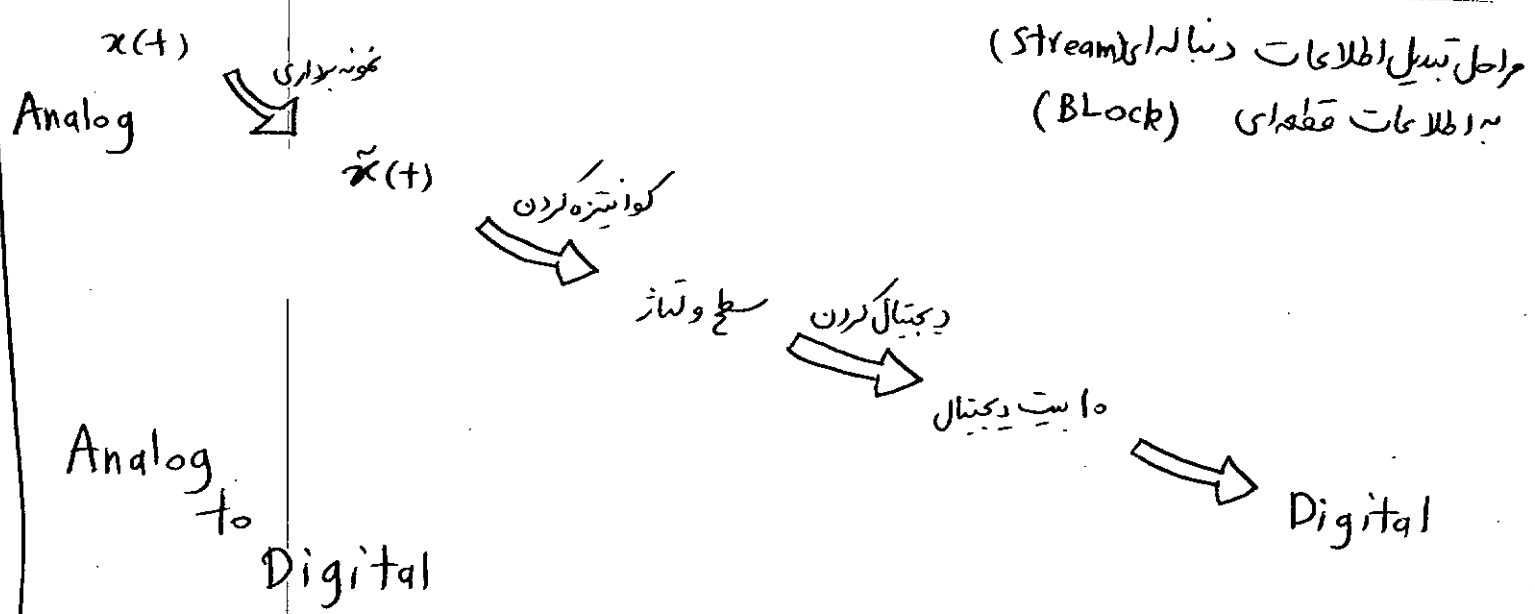 مراحل تبدیل اطلاعات دنباله‌ای (Stream)
به اطلاعات قطعه‌ای (BLock)
x(t)
نمونه برداری
Analog
x̃(t)
کوانتیزه کردن
سطح ولتاژ
دیجیتال کردن
۱۰ بیت دیجیتال
Digital
Analog
to
Digital